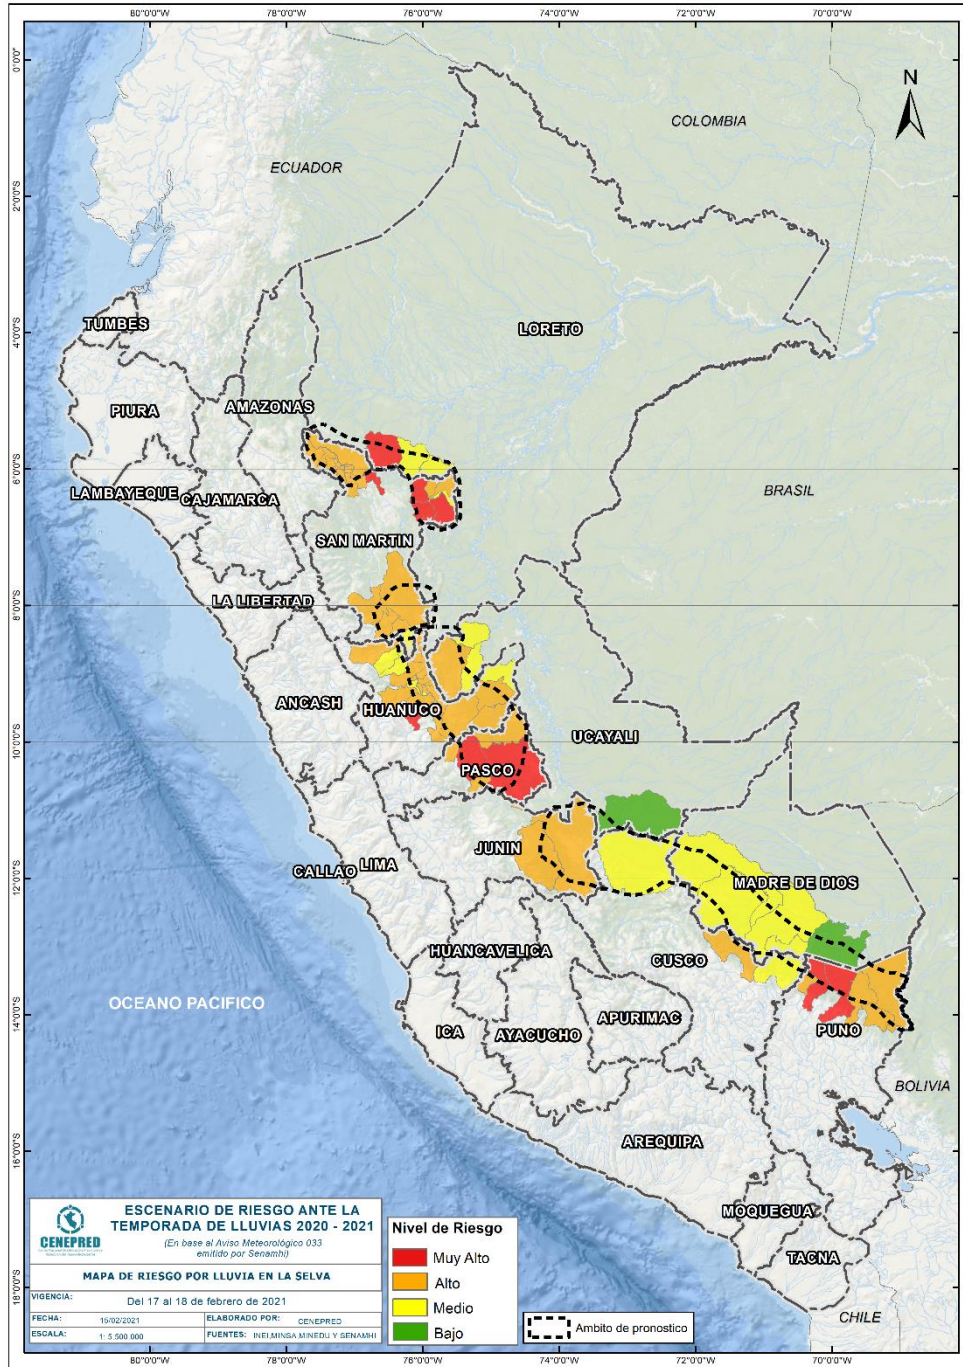 80°0'0"W 78°0'0"W 76°0'0"W 74°0'0"W 72°0'0"W 70°0'0"W
0°0'0"
2°0'0"S
4°0'0"S
6°0'0"S
8°0'0"S
10°0'0"S
12°0'0"S
14°0'0"S
16°0'0"S
18°0'0"S
N
COLOMBIA
ECUADOR
LORETO
TUMBES
PIURA
AMAZONAS
LAMBAYEQUE
CAJAMARCA
BRASIL
SAN MARTIN
LA LIBERTAD
ANCASH
HUANUCO
UCAYALI
PASCO
JUNIN
LIMA
CALLAO
MADRE DE DIOS
HUANCAVELICA
CUSCO
OCEANO PACIFICO
ICA
AYACUCHO
APURIMAC
PUNO
BOLIVIA
AREQUIPA
MOQUEGUA
TACNA
CHILE
CENEPRED
ESCENARIO DE RIESGO ANTE LA
TEMPORADA DE LLUVIAS 2020 - 2021
(En base al Aviso Meteorológico 033
emitido por Senamhi)
MAPA DE RIESGO POR LLUVIA EN LA SELVA
VIGENCIA: Del 17 al 18 de febrero de 2021
FECHA: 15/02/2021 ELABORADO POR: CENEPRED
ESCALA: 1: 5 500 000 FUENTES: INEI,MINSA MINEDU Y SENAMHI
Nivel de Riesgo
Muy Alto
Alto
Medio
Bajo
Ambito de pronostico
80°0'0"W 78°0'0"W 76°0'0"W 74°0'0"W 72°0'0"W 70°0'0"W